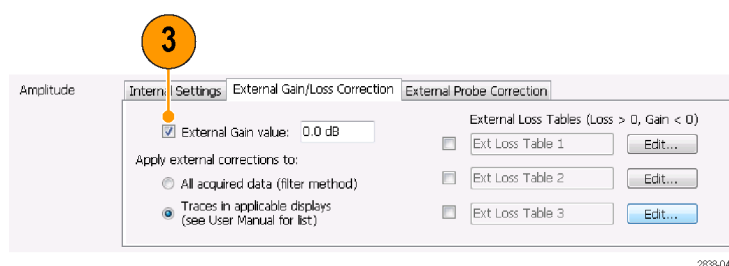 3
Amplitude
Internal Settings External Gain/Loss Correction External Probe Correction
External Loss Tables (Loss > 0, Gain < 0)
External Gain value: 0.0 dB
Ext Loss Table 1 Edit...
Apply external corrections to:
All acquired data (filter method)
Ext Loss Table 2 Edit...
Traces in applicable displays
(see User Manual for list)
Ext Loss Table 3 Edit...
2838-04